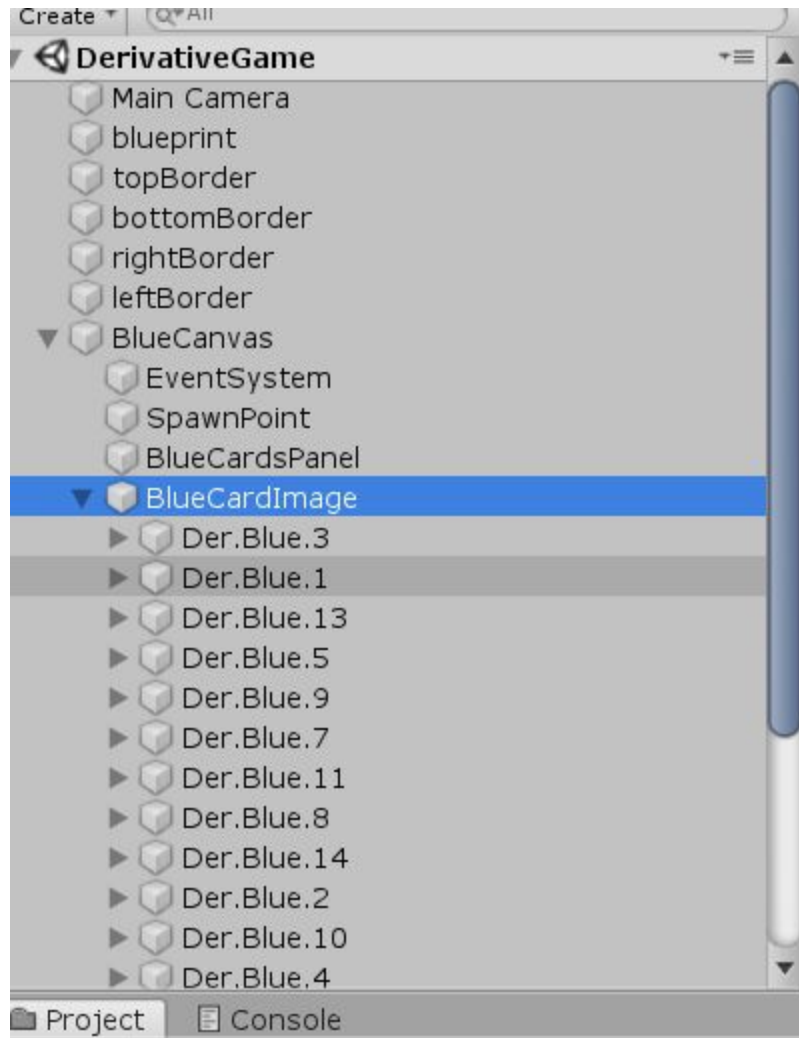 Create All
DerivativeGame
Main Camera
blueprint
topBorder
bottomBorder
rightBorder
leftBorder
BlueCanvas
EventSystem
SpawnPoint
BlueCardsPanel
BlueCardImage
Der.Blue.3
Der.Blue.1
Der.Blue.13
Der.Blue.5
Der.Blue.9
Der.Blue.7
Der.Blue.11
Der.Blue.8
Der.Blue.14
Der.Blue.2
Der.Blue.10
Der.Blue.4
Project Console